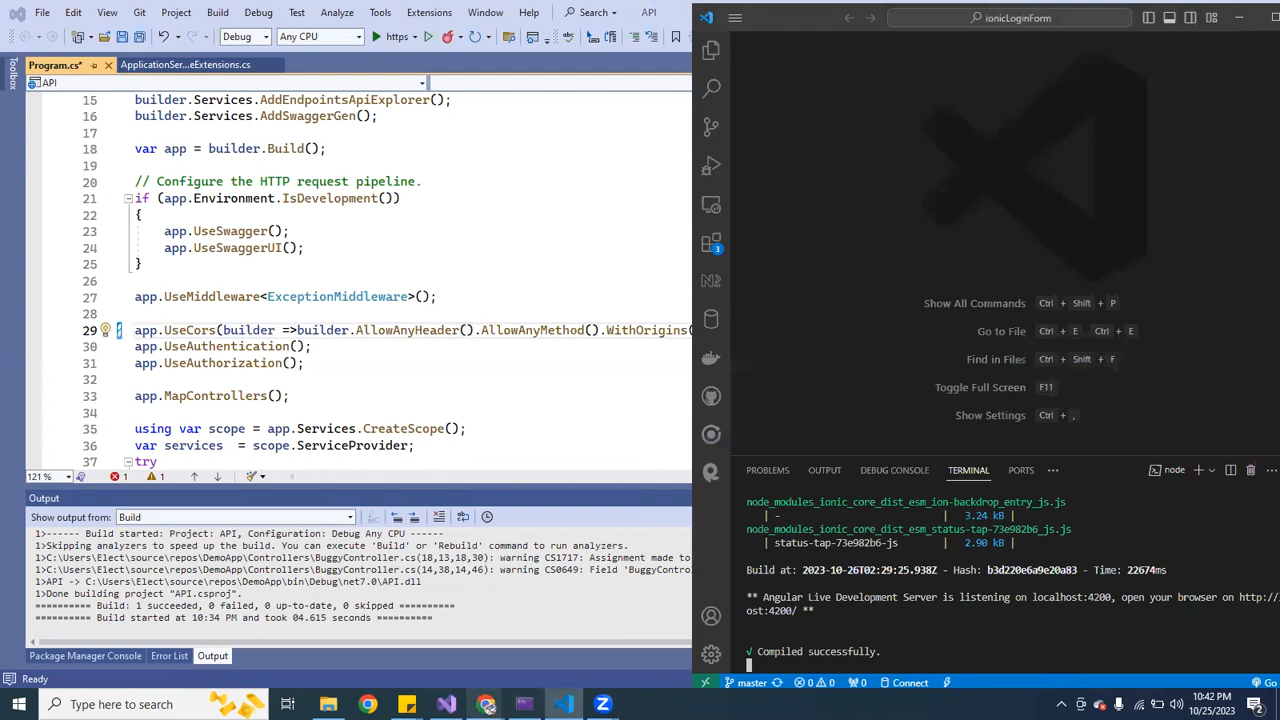 File Edit View Git Project Build Debug Test Analyze Tools Extensions Window Help Search API
Debug Any CPU https
Program.cs* ApplicationSer...eExtensions.cs
Toolbox
API
15 builder.Services.AddEndpointsApiExplorer();
16 builder.Services.AddSwaggerGen();
17
18 var app = builder.Build();
19
20 // Configure the HTTP request pipeline.
21 if (app.Environment.IsDevelopment())
22 {
23 app.UseSwagger();
24 app.UseSwaggerUI();
25 }
26
27 app.UseMiddleware<ExceptionMiddleware>();
28
29 app.UseCors(builder =>builder.AllowAnyHeader().AllowAnyMethod().WithOrigins(
30 app.UseAuthentication();
31 app.UseAuthorization();
32
33 app.MapControllers();
34
35 using var scope = app.Services.CreateScope();
36 var services = scope.ServiceProvider;
37 try
121 % 1 1
Output
Show output from: Build
1>------ Build started: Project: API, Configuration: Debug Any CPU ------
1>Skipping analyzers to speed up the build. You can execute 'Build' or 'Rebuild' command to run analyzers.
1>C:\Users\Elect\source\repos\DemoApp\Controllers\BuggyController.cs(18,13,18,30): warning CS1717: Assignment made to
1>C:\Users\Elect\source\repos\DemoApp\Controllers\BuggyController.cs(14,38,14,46): warning CS0649: Field 'BuggyContro
1>API -> C:\Users\Elect\source\repos\DemoApp\bin\Debug\net7.0\API.dll
1>Done building project "API.csproj".
========== Build: 1 succeeded, 0 failed, 0 up-to-date, 0 skipped ==========
========== Build started at 10:34 PM and took 04.615 seconds ==========
Package Manager Console Error List Output
Ready
ionicLoginForm
3
Show All Commands Ctrl + Shift + P
Go to File Ctrl + E Ctrl + E
Find in Files Ctrl + Shift + F
Toggle Full Screen F11
Show Settings Ctrl + ,
PROBLEMS OUTPUT DEBUG CONSOLE TERMINAL PORTS node
node_modules_ionic_core_dist_esm_ion-backdrop_entry_js.js
| - | 3.24 kB |
node_modules_ionic_core_dist_esm_status-tap-73e982b6_js.js
| status-tap-73e982b6-js | 2.90 kB |
Build at: 2023-10-26T02:29:25.938Z - Hash: b3d220e6a9e20a83 - Time: 22674ms
** Angular Live Development Server is listening on localhost:4200, open your browser on http://
ost:4200/ **
√ Compiled successfully.
master 0 0 0 Connect Go
Type here to search
10:42 PM
10/25/2023
2